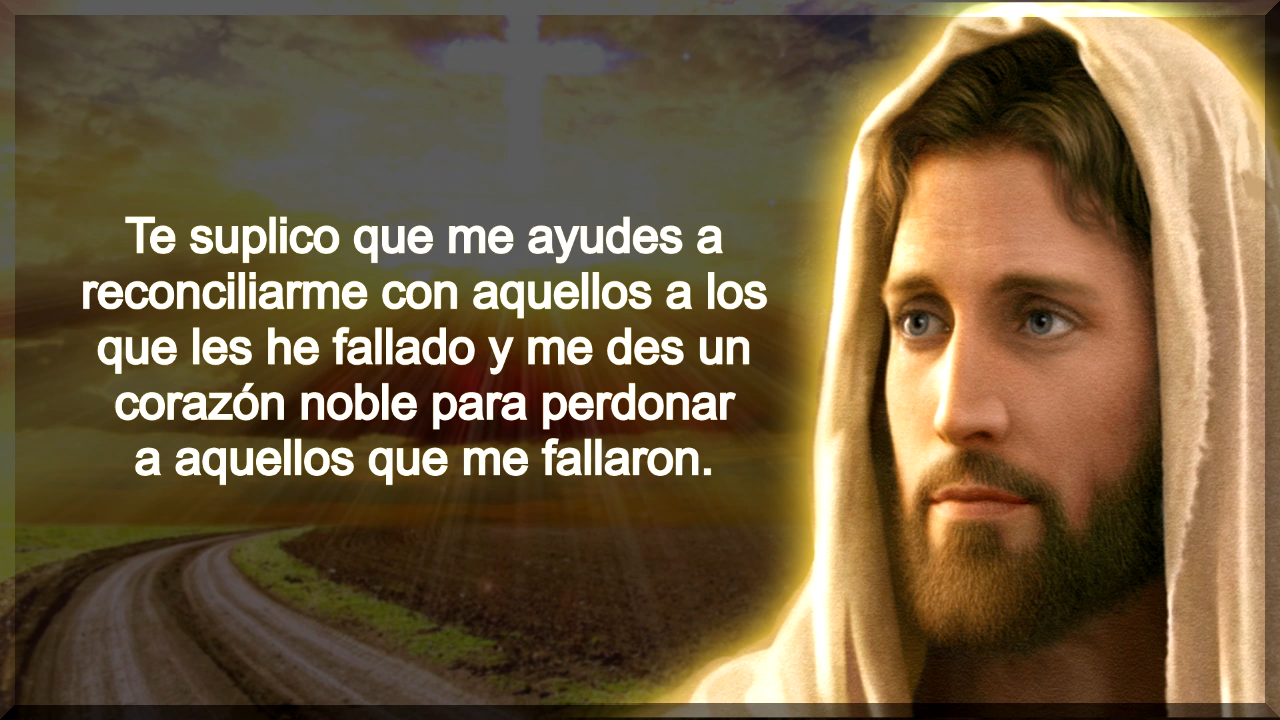 Te suplico que me ayudes a
reconciliarme con aquellos a los
que les he fallado y me des un
corazón noble para perdonar
a aquellos que me fallaron.